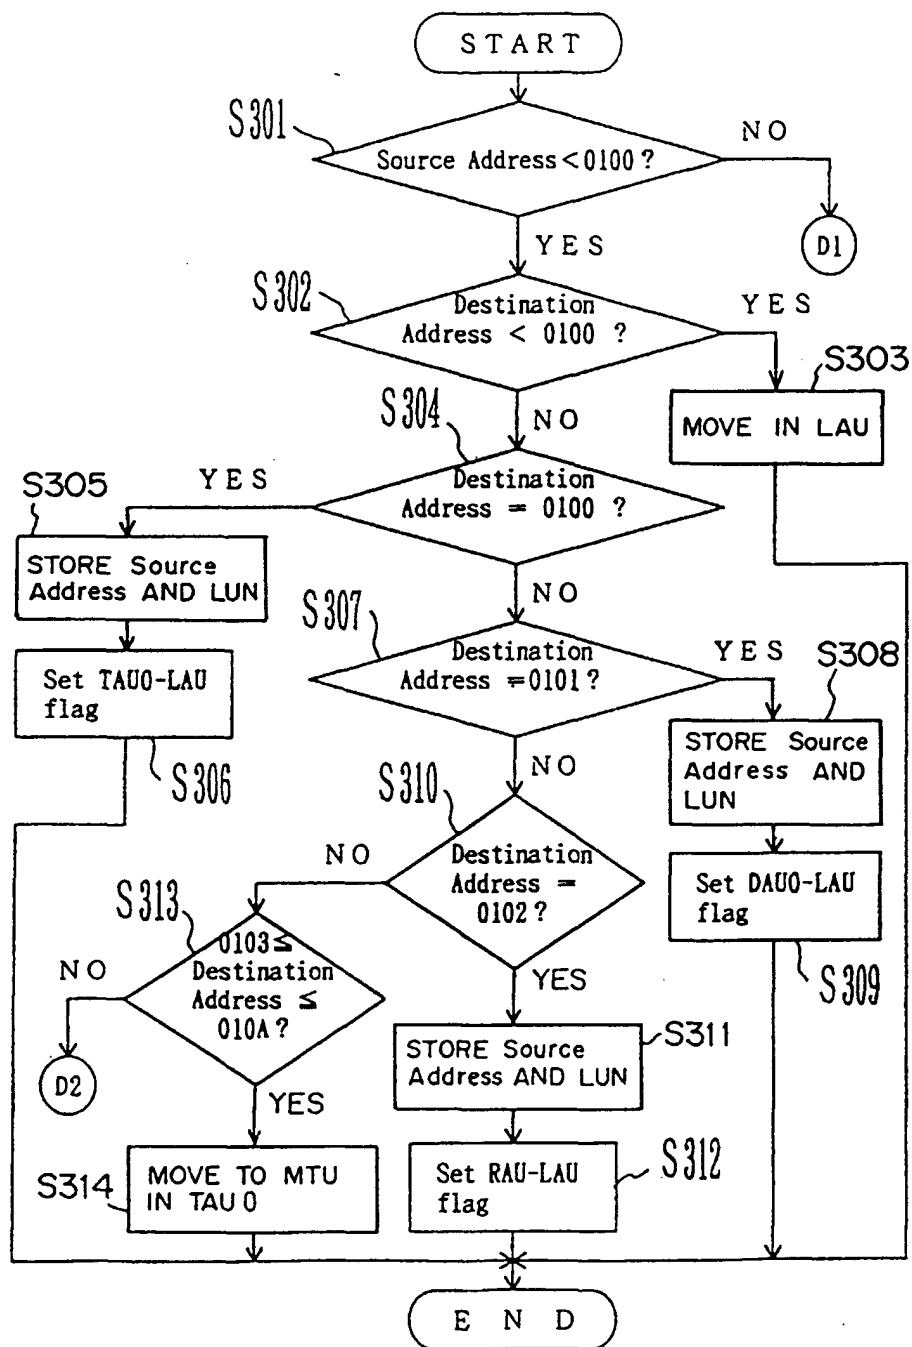 START
S301
Source Address<0100?
NO
D1
YES
S302
Destination
Address < 0100 ?
YES
S303
MOVE IN LAU
NO
S304
Destination
Address = 0100 ?
YES
S305
STORE Source
Address AND LUN
Set TAU0-LAU
flag
S306
NO
S307
Destination
Address =0101?
YES
S308
STORE Source
Address AND
LUN
Set DAU0-LAU
flag
S309
NO
S310
Destination
Address =
0102?
NO
S313
0103≦
Destination
Address ≦
010A?
NO
D2
YES
S314
MOVE TO MTU
IN TAU0
YES
S311
STORE Source
Address AND LUN
Set RAU-LAU
flag
S312
END